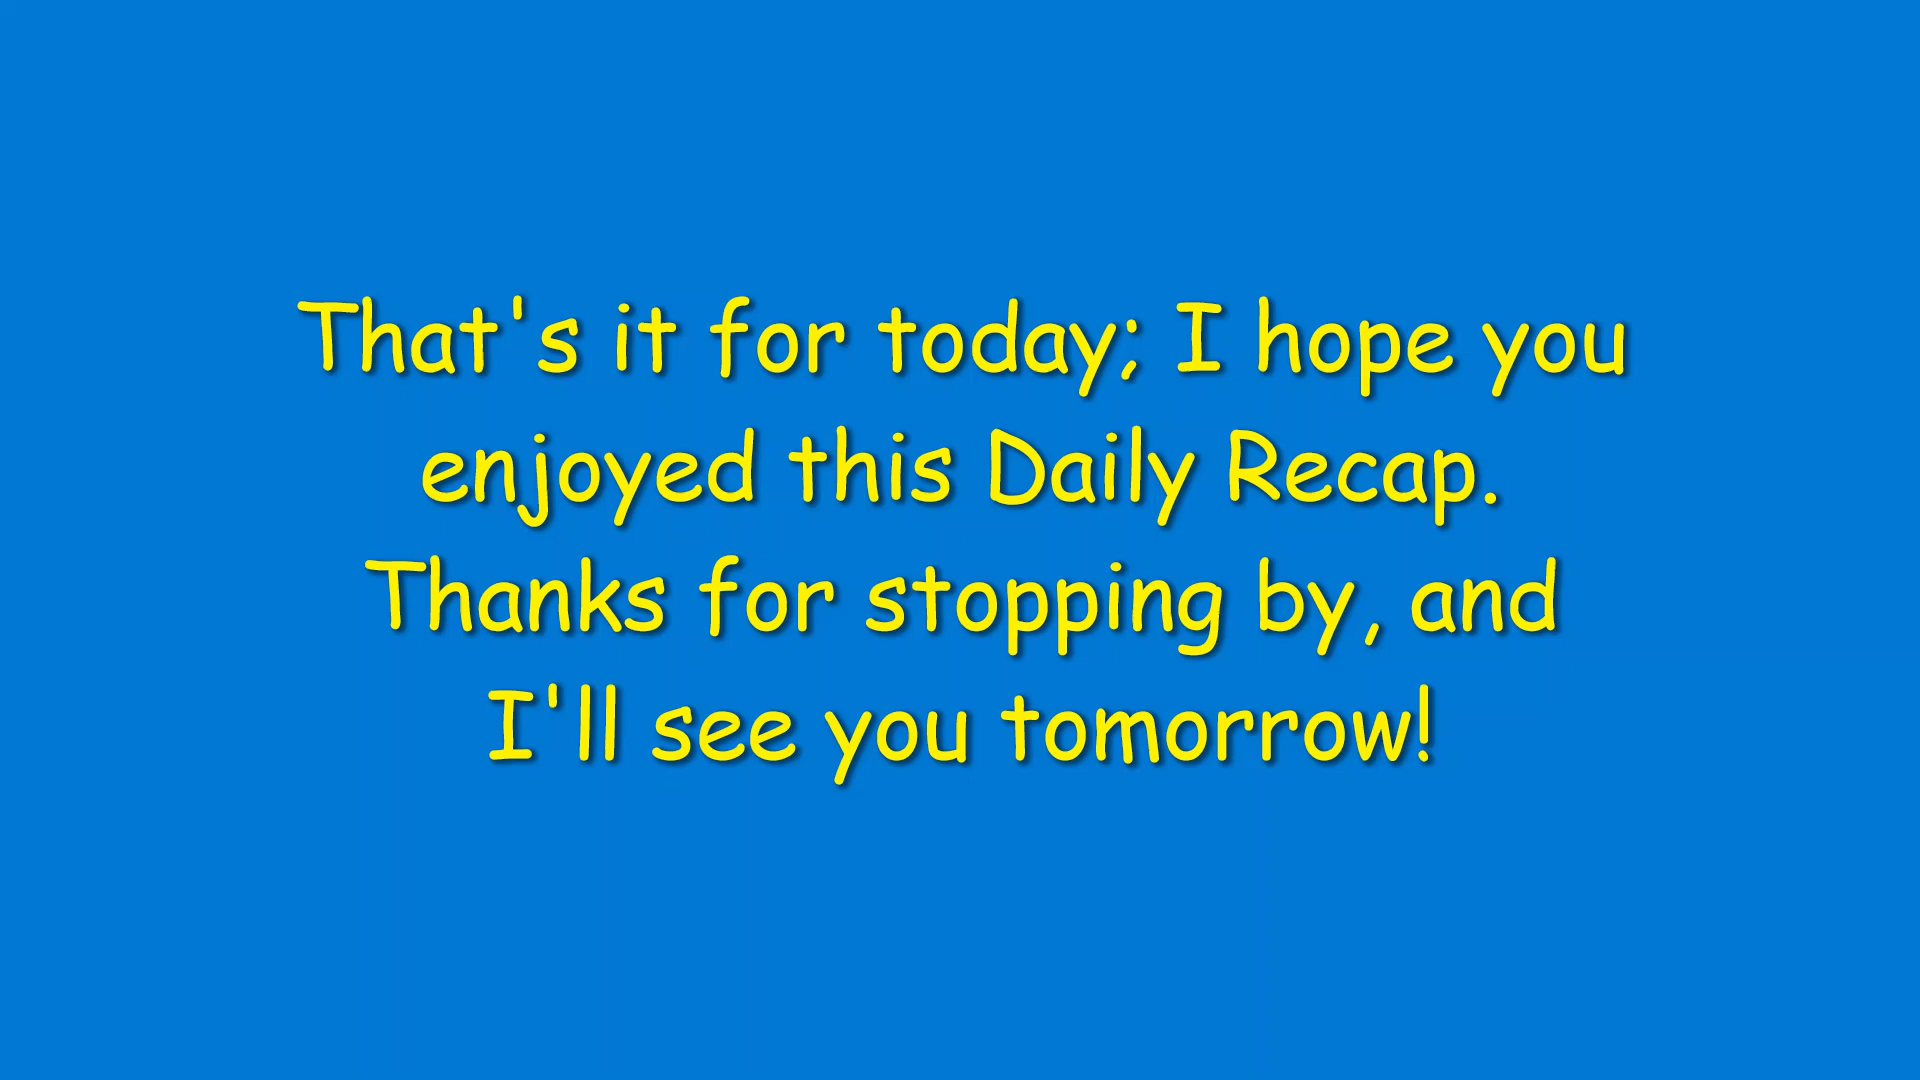 That's it for today; I hope you
enjoyed this Daily Recap.
Thanks for stopping by, and
I'll see you tomorrow!